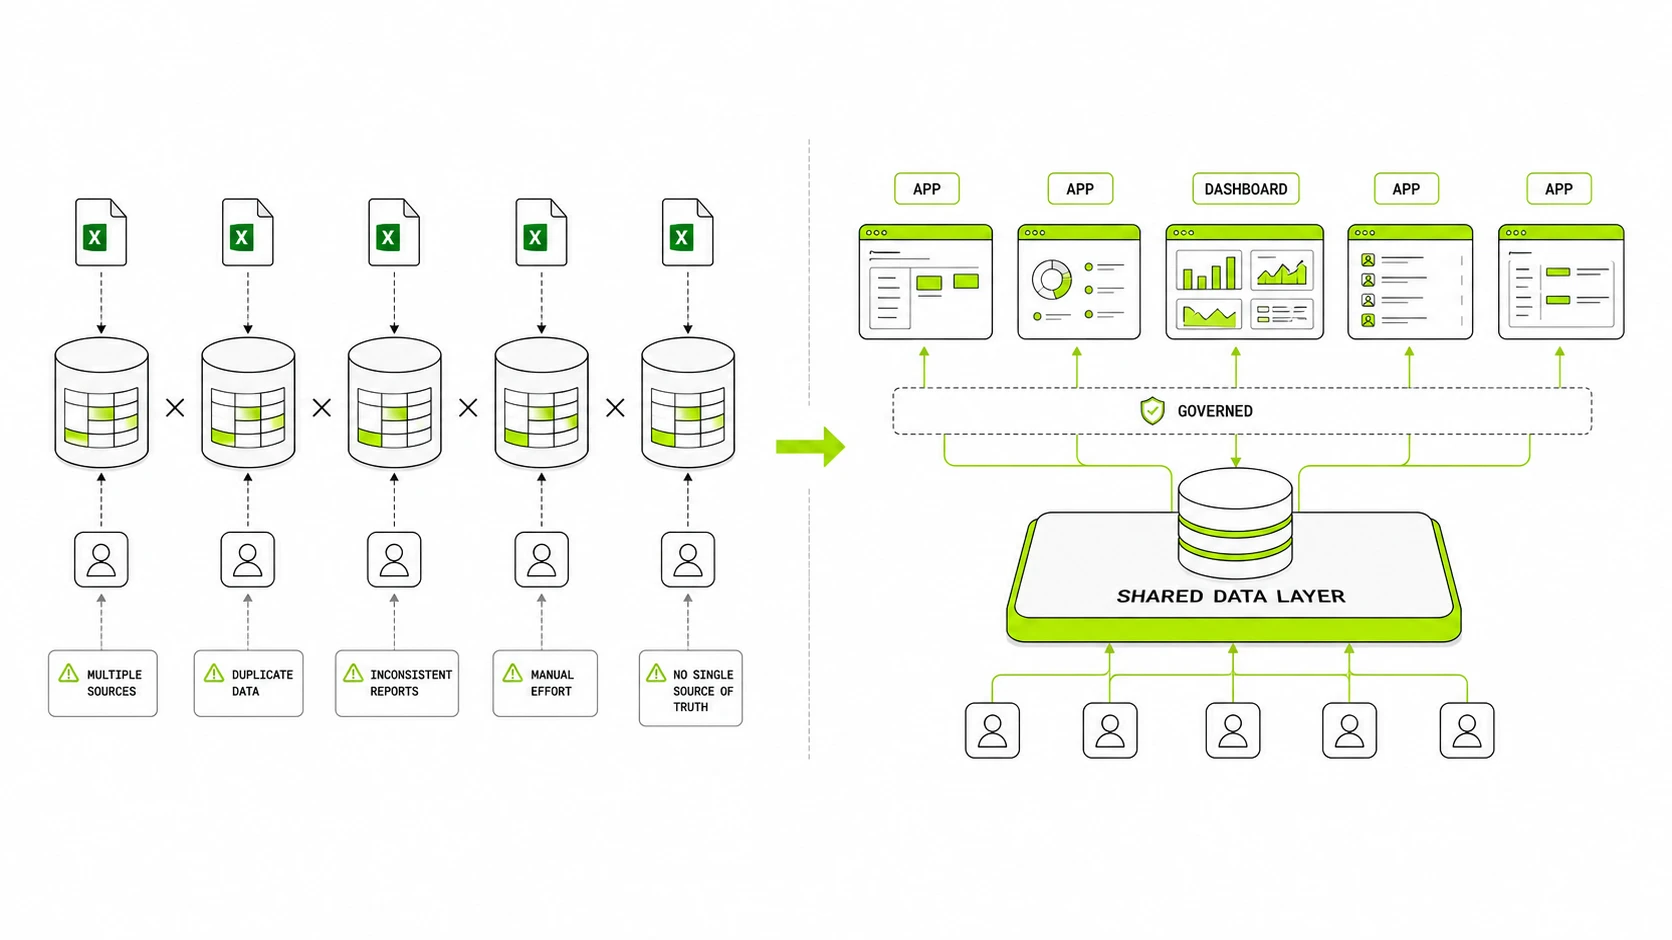 X
X
X
X
X
MULTIPLE
SOURCES
DUPLICATE
DATA
INCONSISTENT
REPORTS
MANUAL
EFFORT
NO SINGLE
SOURCE OF
TRUTH
APP
APP
DASHBOARD
APP
APP
GOVERNED
SHARED DATA LAYER